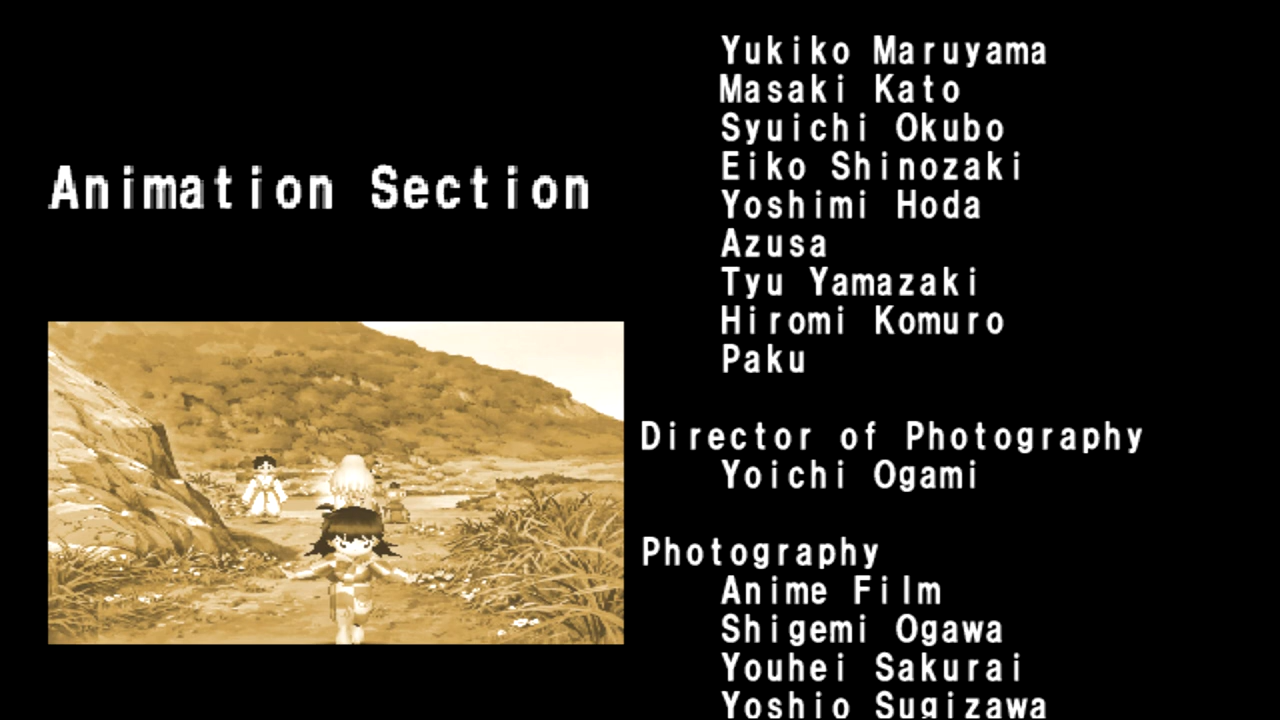 Animation Section
Yukiko Maruyama
Masaki Kato
Syuichi Okubo
Eiko Shinozaki
Yoshimi Hoda
Azusa
Tyu Yamazaki
Hiromi Komuro
Paku
Director of Photography
Yoichi Ogami
Photography
Anime Film
Shigemi Ogawa
Youhei Sakurai
Yoshio Sugizawa